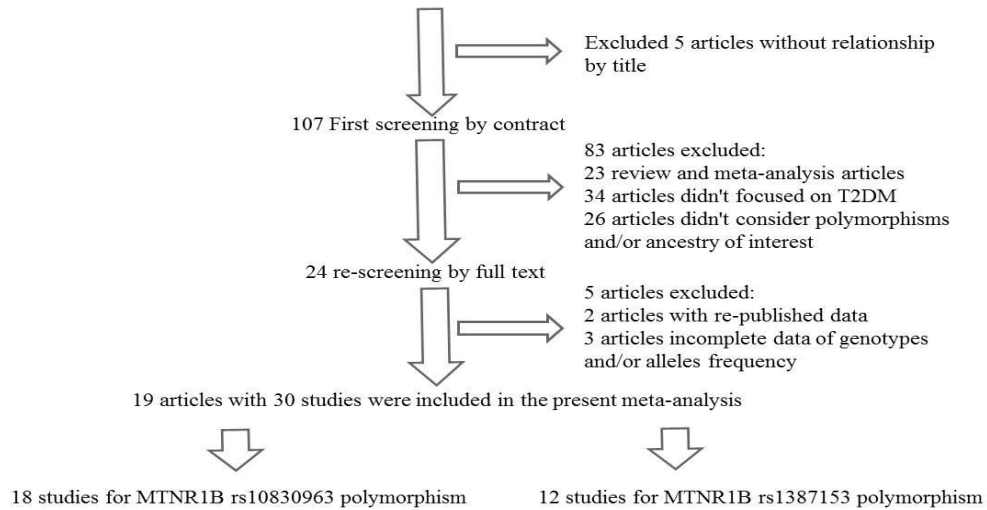 Excluded 5 articles without relationship
by title
107 First screening by contract
83 articles excluded:
23 review and meta-analysis articles
34 articles didn't focused on T2DM
26 articles didn't consider polymorphisms
and/or ancestry of interest
24 re-screening by full text
5 articles excluded:
2 articles with re-published data
3 articles incomplete data of genotypes
and/or alleles frequency
19 articles with 30 studies were included in the present meta-analysis
18 studies for MTNR1B rs10830963 polymorphism
12 studies for MTNR1B rs1387153 polymorphism